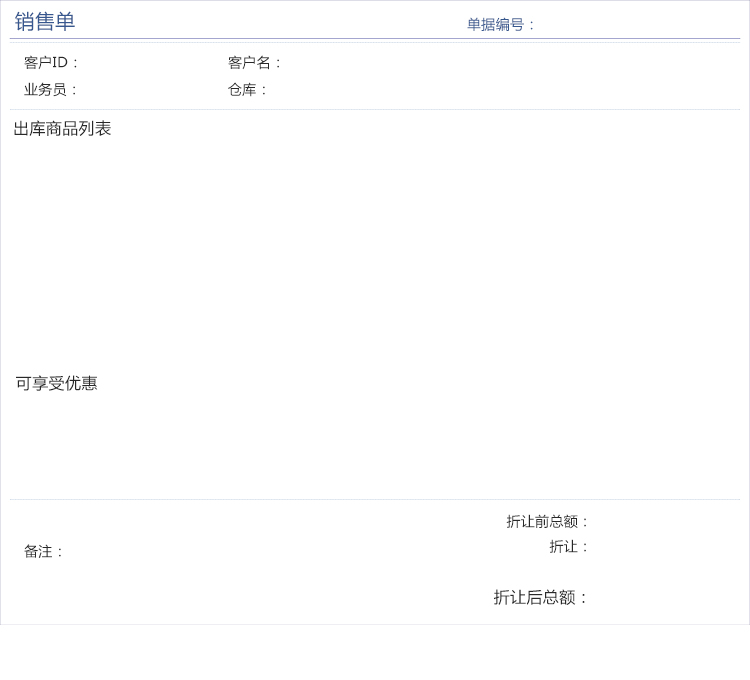 销售单
单据编号：
客户ID： 客户名：
业务员： 仓库：
出库商品列表
可享受优惠
折让前总额：
折让：
备注：
折让后总额：